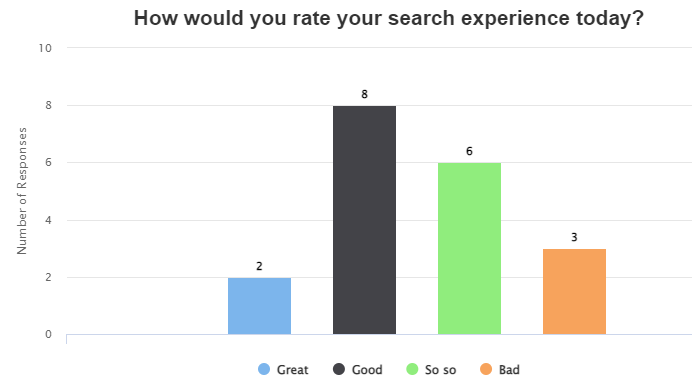 How would you rate your search experience today?
10
8
6
4
2
0
Number of Responses
2
8
6
3
Great
Good
So so
Bad